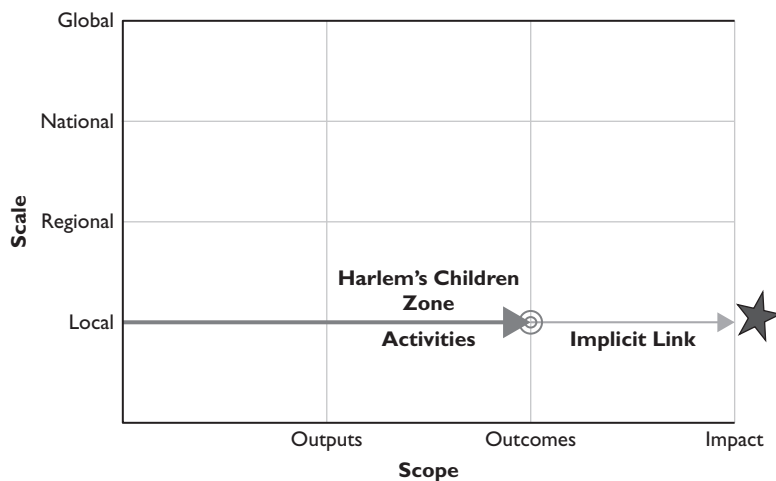 Global
National
Regional
Local
Scale
Harlem's Children
Zone
Activities
Implicit Link
Outputs
Outcomes
Impact
Scope